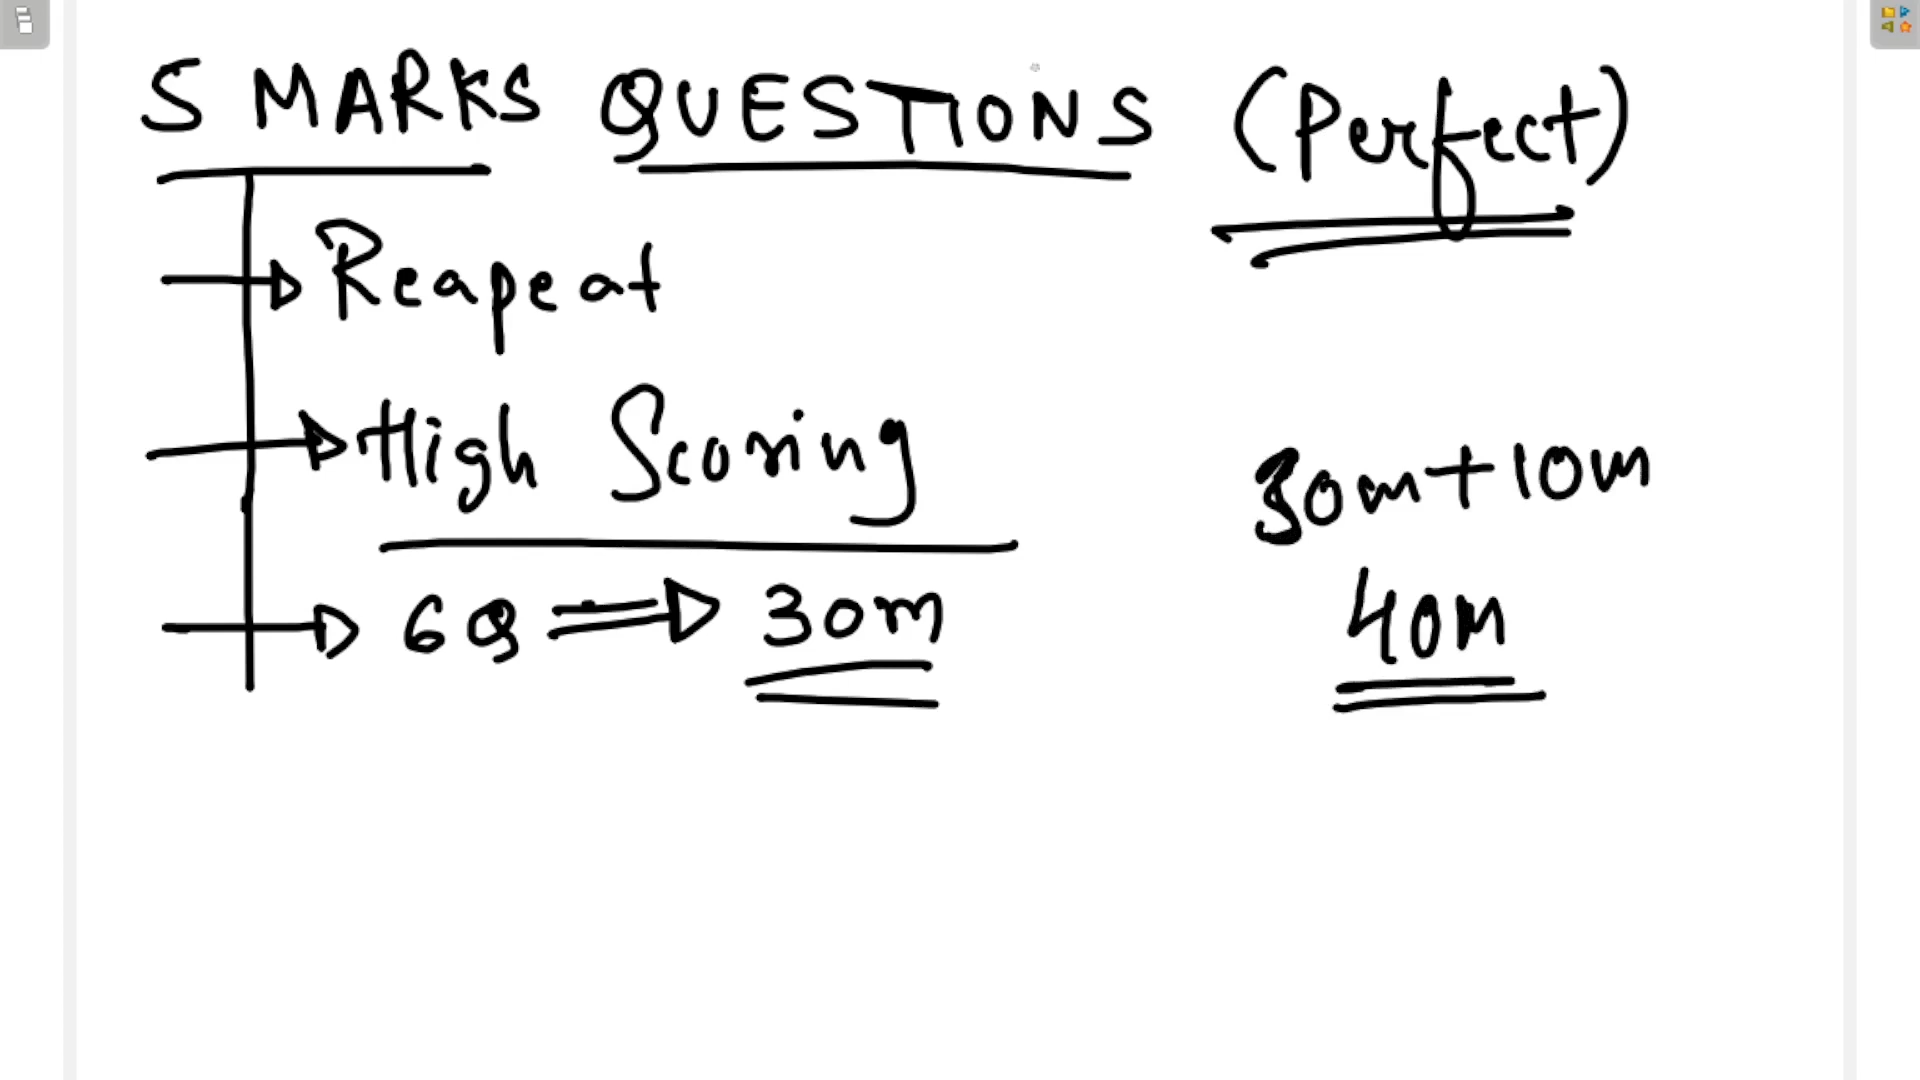 5 MARKS QUESTIONS (Perfect)
Reapeat
High Scoring
30m+10m
6Q ⇒ 30m
40m